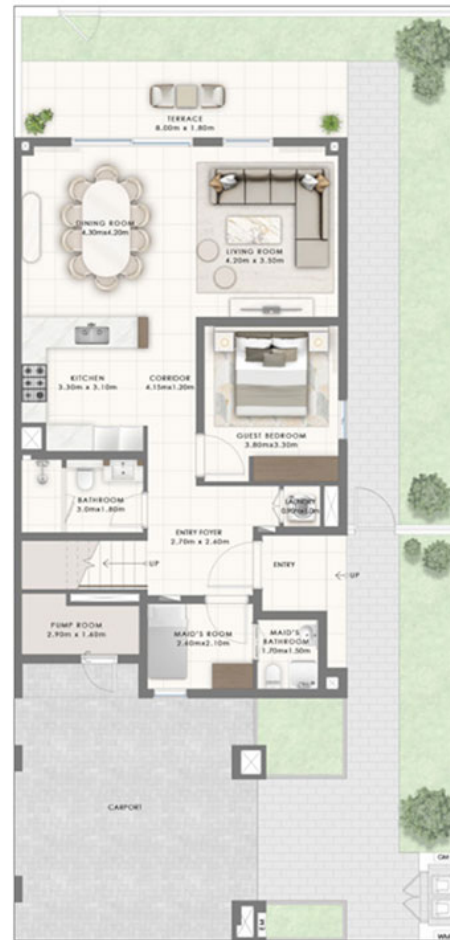 TERRACE
8.00m x 1.80m
DINING ROOM
4.30mx4.20m
LIVING ROOM
4.20m x 3.50m
KITCHEN
3.30m x 3.10m
CORRIDOR
4.15mx1.20m
GUEST BEDROOM
3.80mx3.30m
BATHROOM
3.0mx1.80m
LAUNDRY
ENTRY FOYER
2.70m x 2.60m
UP
ENTRY
UP
PUMP ROOM
2.90m x 1.60m
MAID'S ROOM
2.60mx2.10m
MAID'S
BATHROOM
1.70mx1.50m
CARPORT
GM